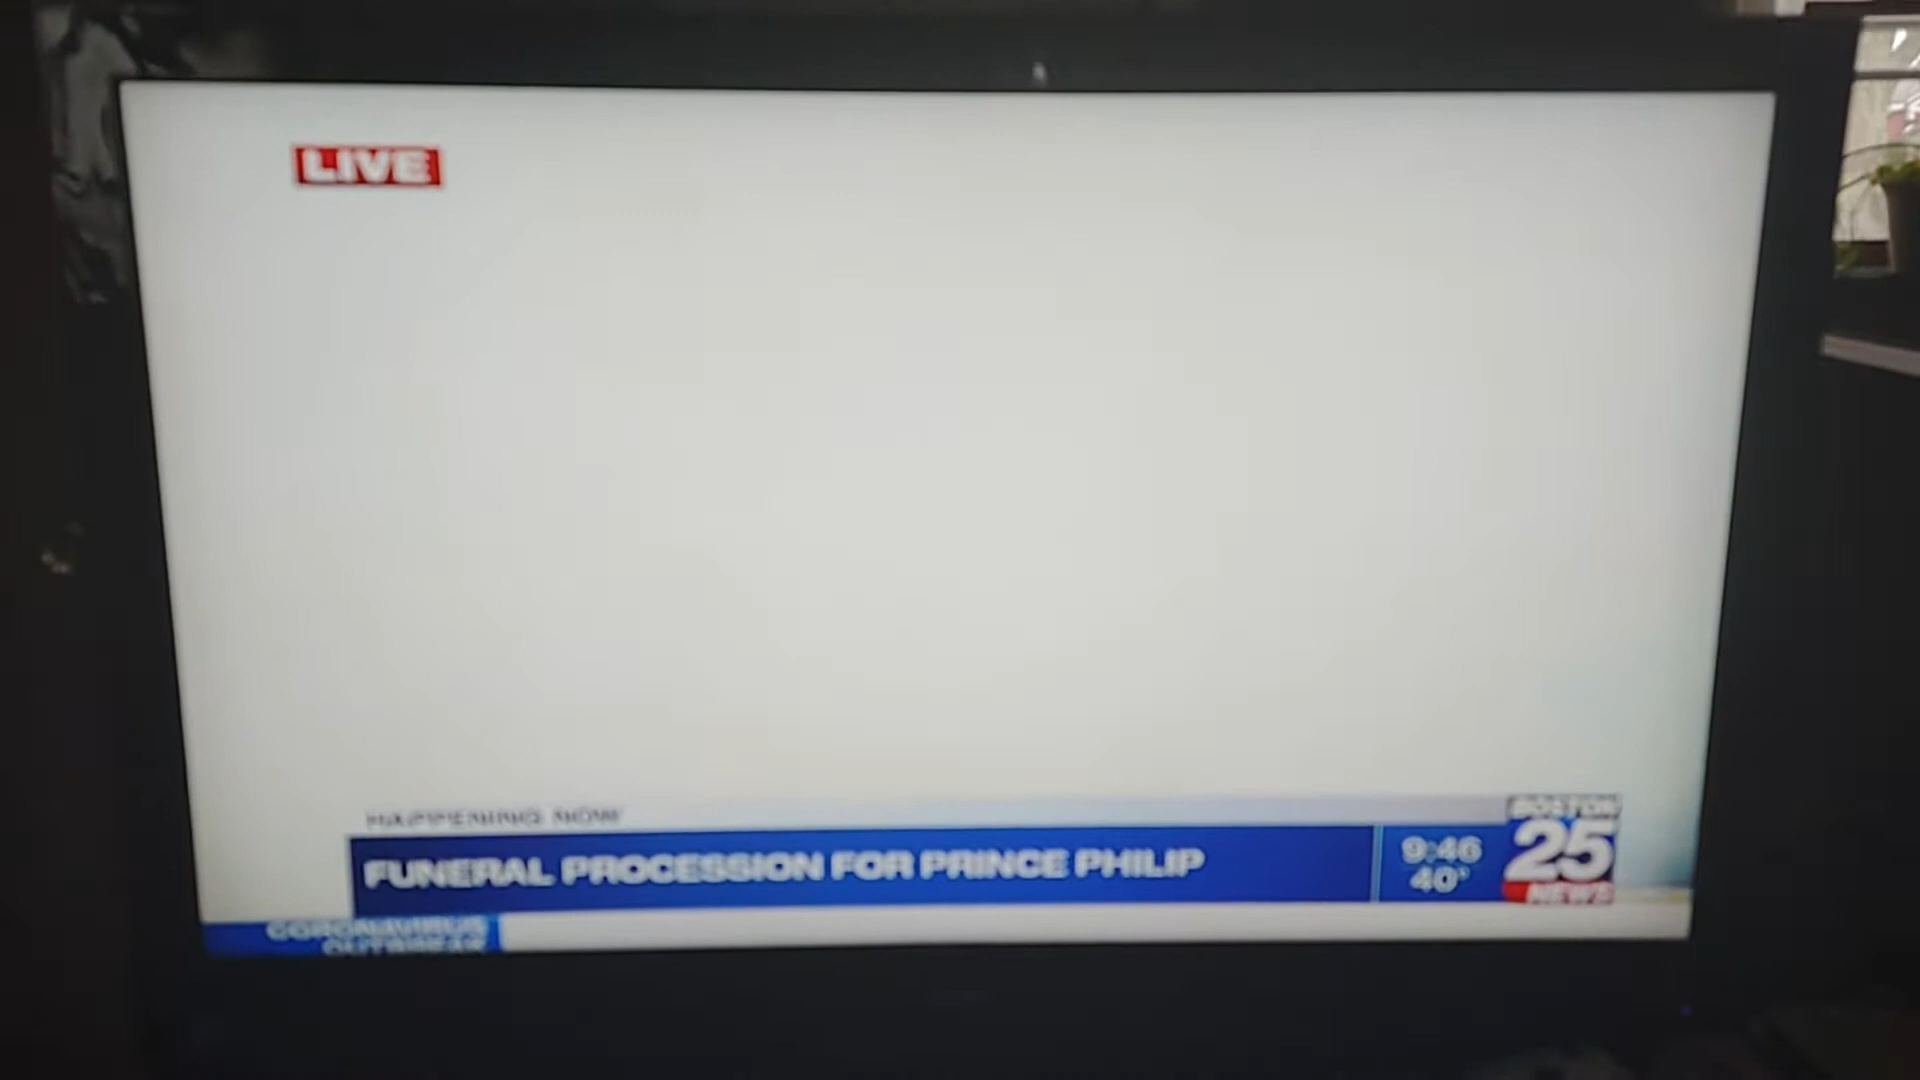 LIVE
HAPPENING NOW
FUNERAL PROCESSION FOR PRINCE PHILIP
9:46
40°
BOSTON
25
NEWS
CORONAVIRUS
OUTBREAK